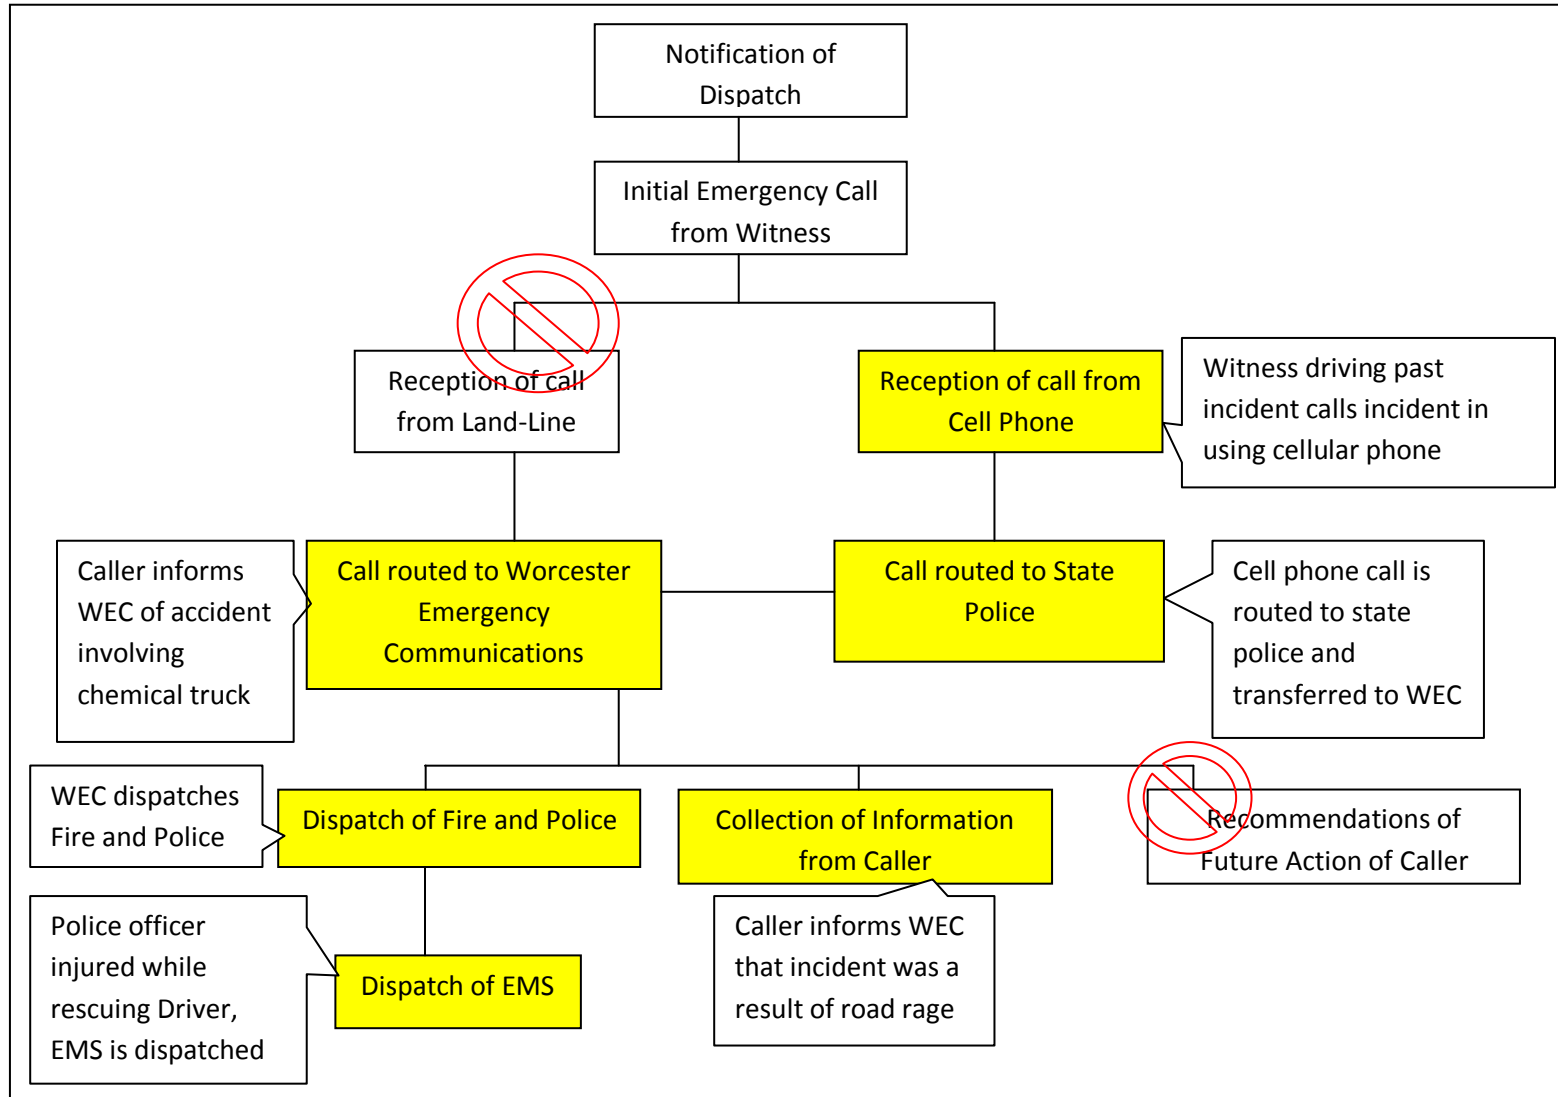 Notification of
Dispatch
Initial Emergency Call
from Witness
Reception of call
from Land-Line
Reception of call from
Cell Phone
Witness driving past
incident calls incident in
using cellular phone
Caller informs
WEC of accident
involving
chemical truck
Call routed to Worcester
Emergency
Communications
Call routed to State
Police
Cell phone call is
routed to state
police and
transferred to WEC
WEC dispatches
Fire and Police
Dispatch of Fire and Police
Collection of Information
from Caller
Recommendations of
Future Action of Caller
Police officer
injured while
rescuing Driver,
EMS is dispatched
Dispatch of EMS
Caller informs WEC
that incident was a
result of road rage